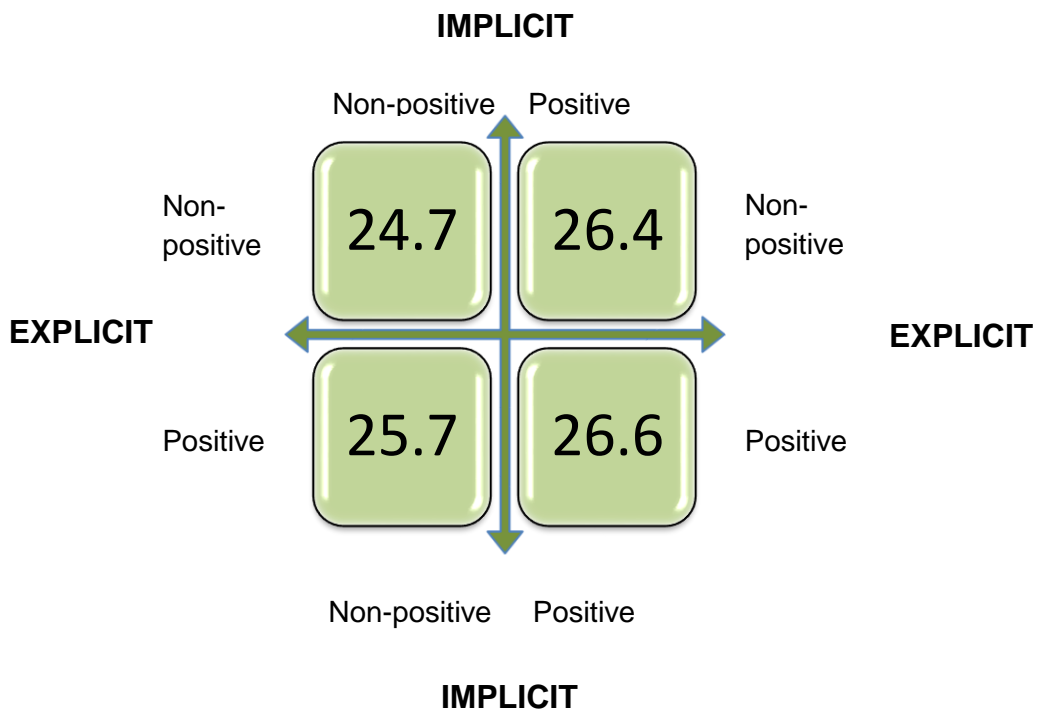 IMPLICIT
Non-positive Positive
Non-
positive
24.7 26.4
Non-
positive
EXPLICIT EXPLICIT
Positive 25.7 26.6 Positive
Non-positive Positive
IMPLICIT